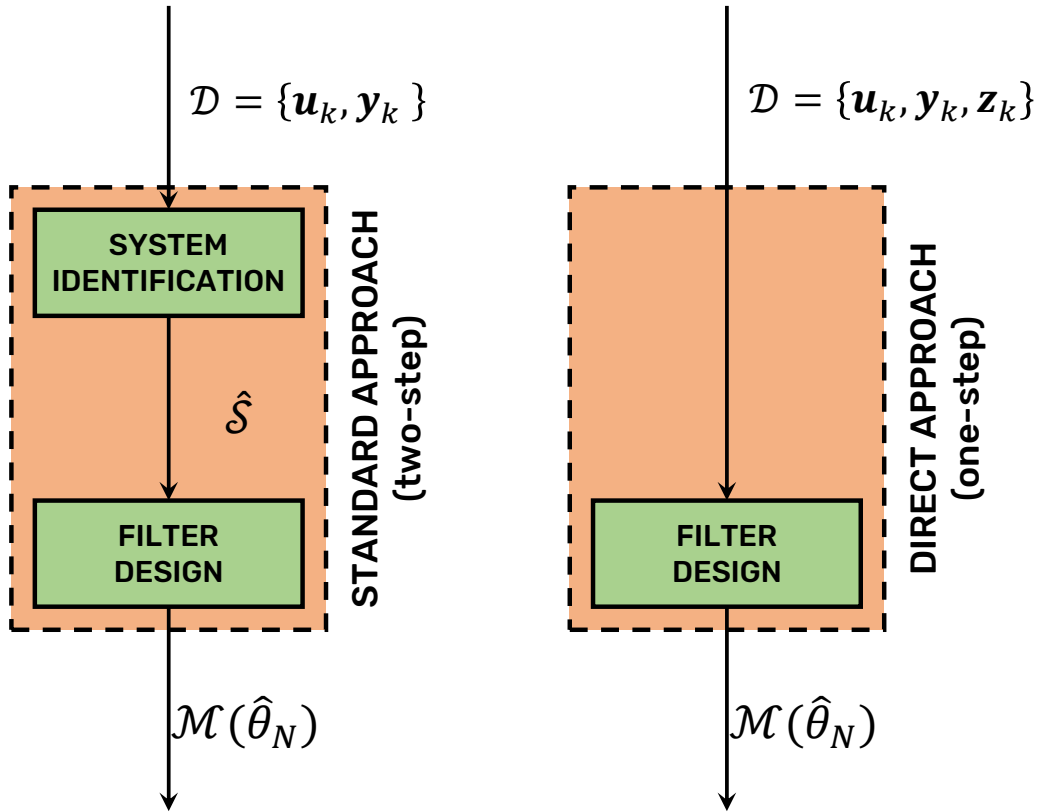 𝒟 = {𝒖ₖ, 𝒚ₖ }
SYSTEM
IDENTIFICATION
𝒮̂
FILTER
DESIGN
STANDARD APPROACH
(two-step)
ℳ(θ̂_N)
𝒟 = {𝒖ₖ, 𝒚ₖ, 𝒛ₖ}
FILTER
DESIGN
DIRECT APPROACH
(one-step)
ℳ(θ̂_N)